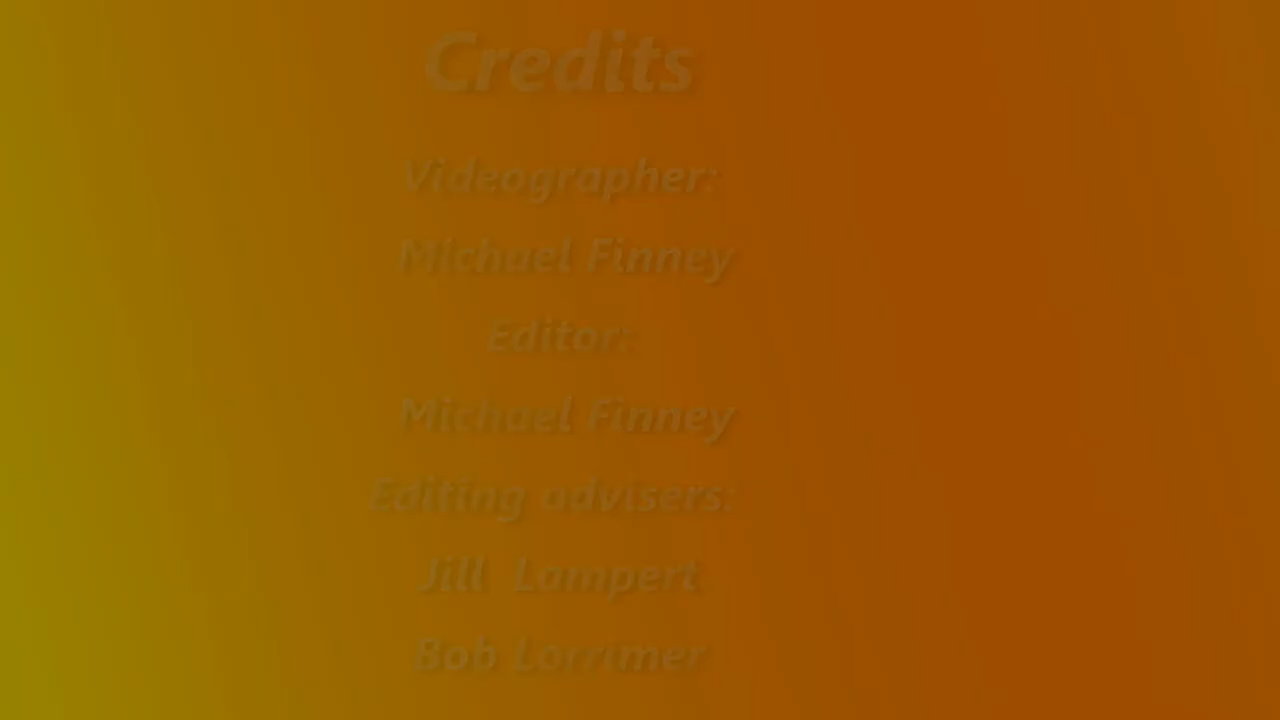 Credits
Videographer:
Michael Finney
Editor:
Michael Finney
Editing advisers:
Jill Lampert
Bob Lorrimer